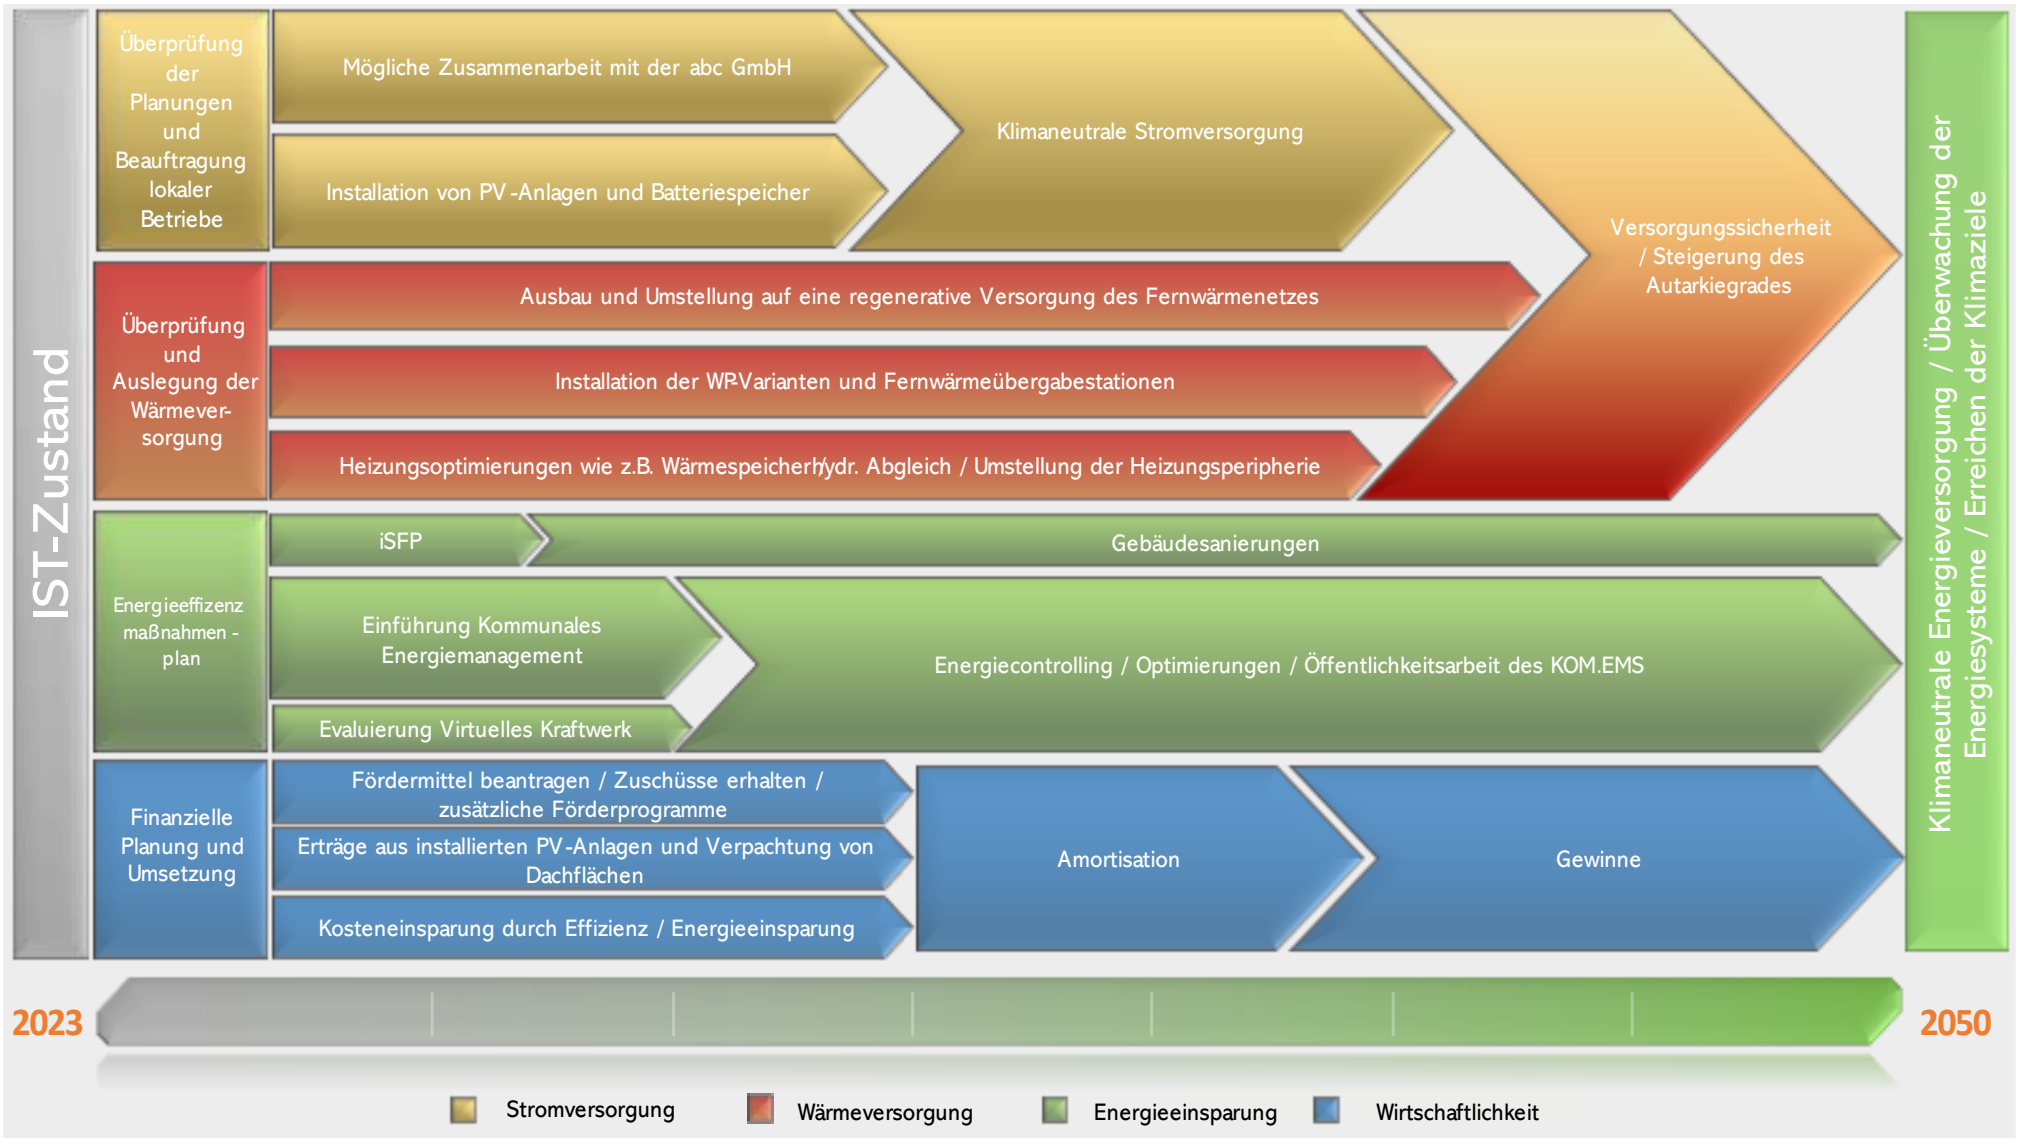 IST-Zustand
Überprüfung
der
Planungen
und
Beauftragung
lokaler
Betriebe
Mögliche Zusammenarbeit mit der abc GmbH
Installation von PV-Anlagen und Batteriespeicher
Klimaneutrale Stromversorgung
Versorgungssicherheit
/ Steigerung des
Autarkiegrades
Überprüfung
und
Auslegung der
Wärmever-
sorgung
Ausbau und Umstellung auf eine regenerative Versorgung des Fernwärmenetzes
Installation der WP-Varianten und Fernwärmeübergabestationen
Heizungsoptimierungen wie z.B. Wärmespeicher/hydr. Abgleich / Umstellung der Heizungsperipherie
Energieeffizenz
maßnahmen -
plan
iSFP
Gebäudesanierungen
Einführung Kommunales
Energiemanagement
Evaluierung Virtuelles Kraftwerk
Energiecontrolling / Optimierungen / Öffentlichkeitsarbeit des KOM.EMS
Finanzielle
Planung und
Umsetzung
Fördermittel beantragen / Zuschüsse erhalten /
zusätzliche Förderprogramme
Erträge aus installierten PV-Anlagen und Verpachtung von
Dachflächen
Kosteneinsparung durch Effizienz / Energieeinsparung
Amortisation
Gewinne
Klimaneutrale Energieversorgung / Überwachung der
Energiesysteme / Erreichen der Klimaziele
2023
2050
Stromversorgung
Wärmeversorgung
Energieeinsparung
Wirtschaftlichkeit